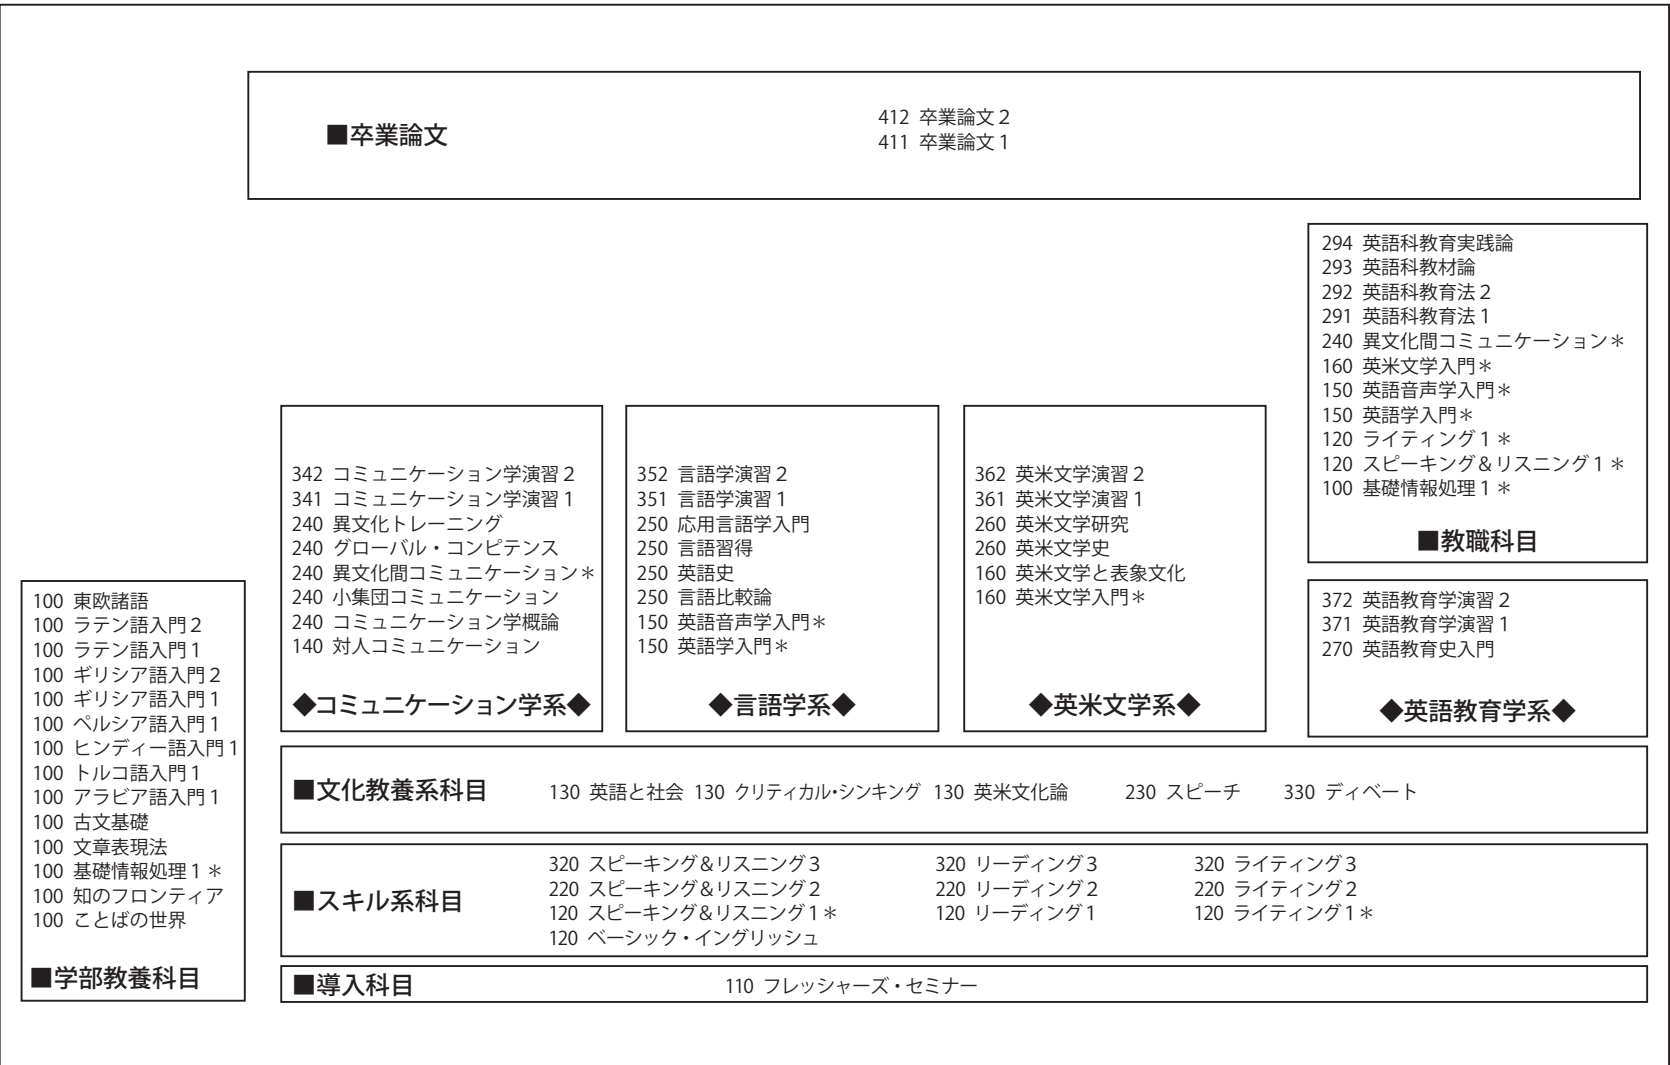 ■卒業論文
412 卒業論文2
411 卒業論文1
294 英語科教育実践論
293 英語科教材論
292 英語科教育法2
291 英語科教育法1
240 異文化間コミュニケーション＊
160 英米文学入門＊
150 英語音声学入門＊
150 英語学入門＊
120 ライティング1＊
120 スピーキング＆リスニング1＊
100 基礎情報処理1＊
■教職科目
342 コミュニケーション学演習2
341 コミュニケーション学演習1
240 異文化トレーニング
240 グローバル・コンピテンス
240 異文化間コミュニケーション＊
240 小集団コミュニケーション
240 コミュニケーション学概論
140 対人コミュニケーション
◆コミュニケーション学系◆
352 言語学演習2
351 言語学演習1
250 応用言語学入門
250 言語習得
250 英語史
250 言語比較論
150 英語音声学入門＊
150 英語学入門＊
◆言語学系◆
362 英米文学演習2
361 英米文学演習1
260 英米文学研究
260 英米文学史
160 英米文学と表象文化
160 英米文学入門＊
◆英米文学系◆
372 英語教育学演習2
371 英語教育学演習1
270 英語教育史入門
◆英語教育学系◆
100 東欧諸語
100 ラテン語入門2
100 ラテン語入門1
100 ギリシア語入門2
100 ギリシア語入門1
100 ペルシア語入門1
100 ヒンディー語入門1
100 トルコ語入門1
100 アラビア語入門1
100 古文基礎
100 文章表現法
100 基礎情報処理1＊
100 知のフロンティア
100 ことばの世界
■学部教養科目
■文化教養系科目 130 英語と社会 130 クリティカル・シンキング 130 英米文化論 230 スピーチ 330 ディベート
■スキル系科目
320 スピーキング＆リスニング3 320 リーディング3 320 ライティング3
220 スピーキング＆リスニング2 220 リーディング2 220 ライティング2
120 スピーキング＆リスニング1＊ 120 リーディング1 120 ライティング1＊
120 ベーシック・イングリッシュ
■導入科目 110 フレッシャーズ・セミナー